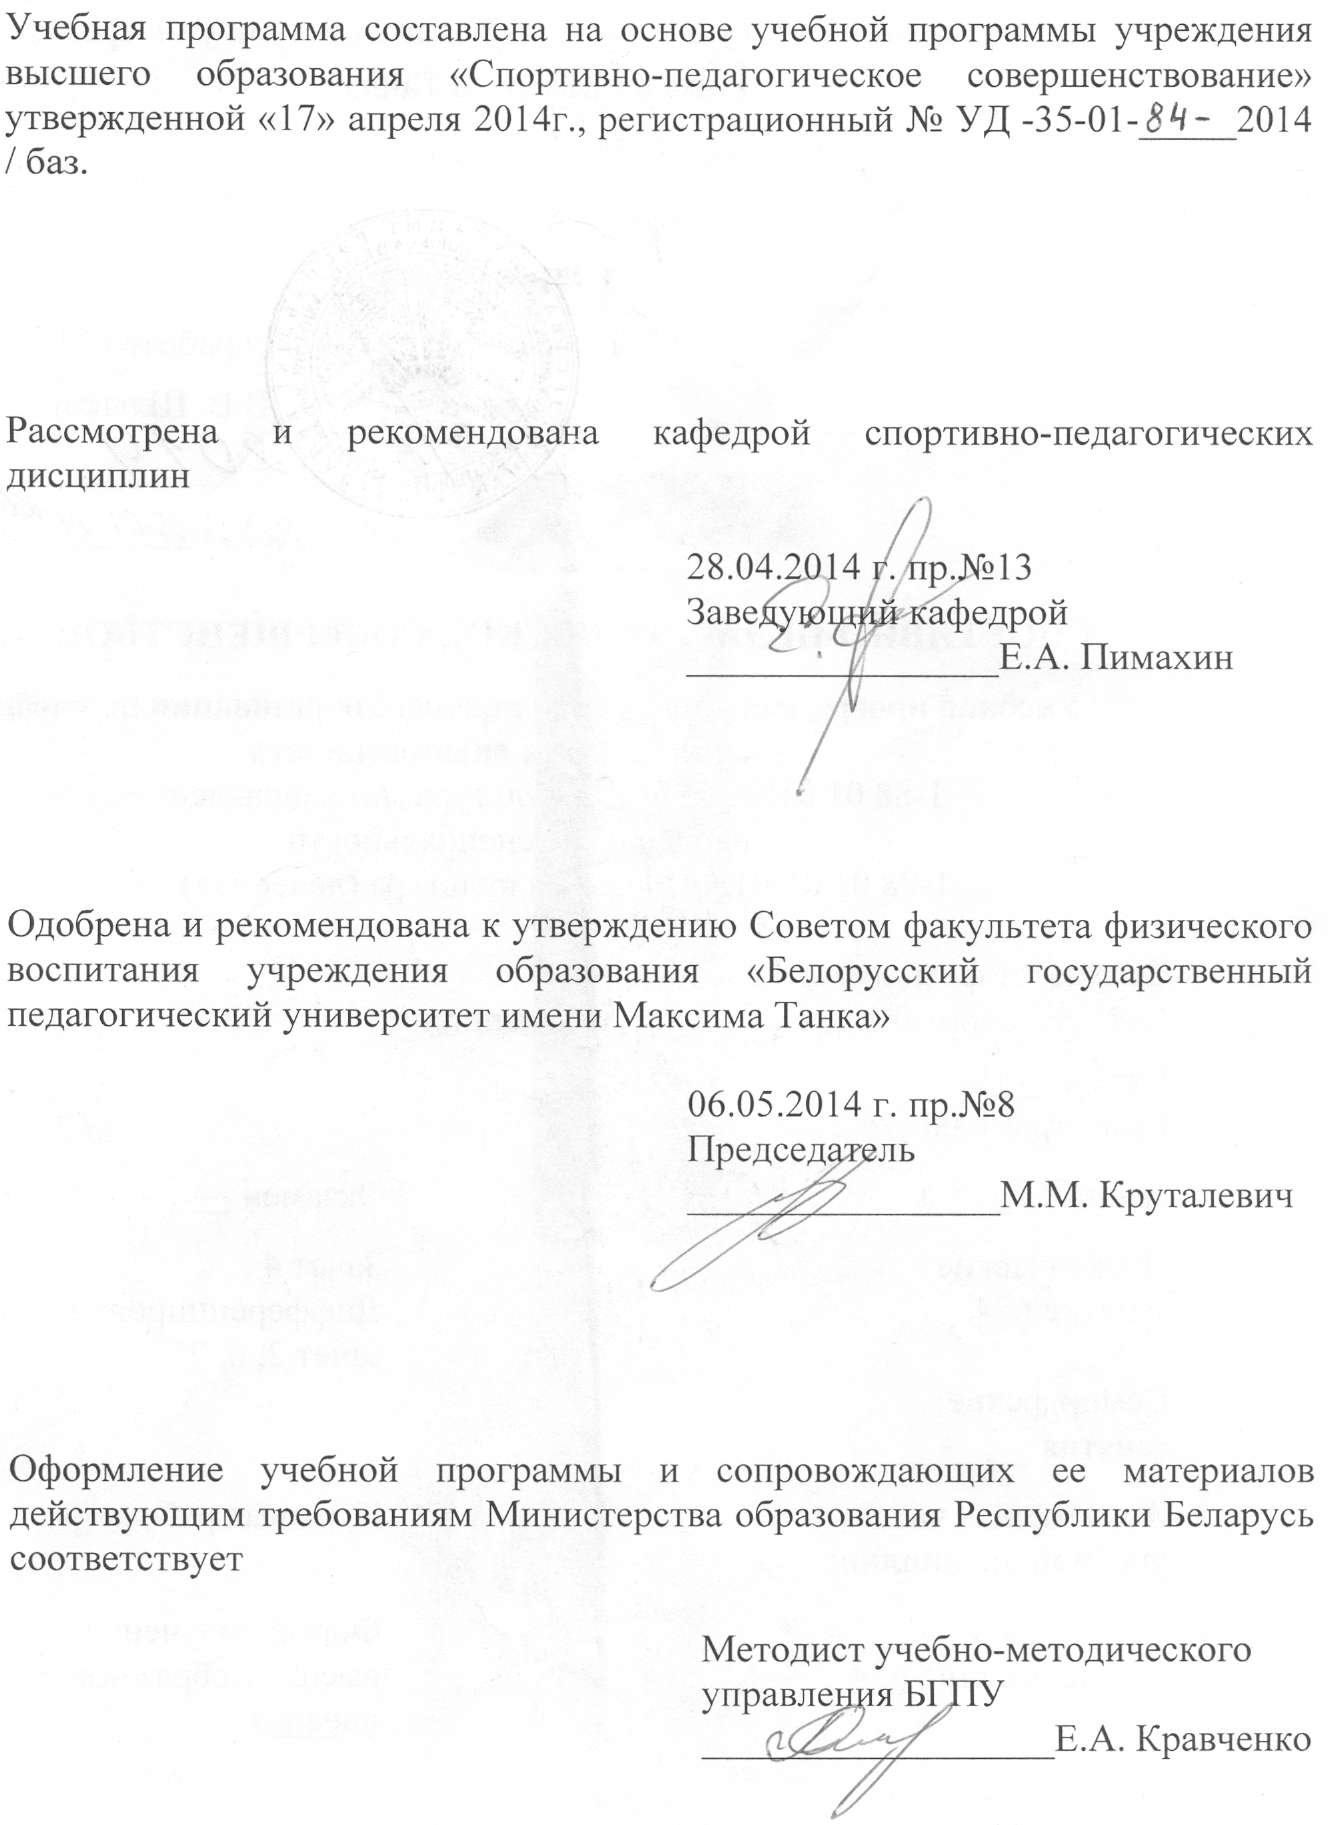 Учебная программа составлена на основе учебной программы учреждения
высшего образования «Спортивно-педагогическое совершенствование»
утвержденной «17» апреля 2014г., регистрационный № УД -35-01-84- 2014
/ баз.
Рассмотрена и рекомендована кафедрой спортивно-педагогических
дисциплин
28.04.2014 г. пр.№13
Заведующий кафедрой
Е.А. Пимахин
Одобрена и рекомендована к утверждению Советом факультета физического
воспитания учреждения образования «Белорусский государственный
педагогический университет имени Максима Танка»
06.05.2014 г. пр.№8
Председатель
М.М. Круталевич
Оформление учебной программы и сопровождающих ее материалов
действующим требованиям Министерства образования Республики Беларусь
соответствует
Методист учебно-методического
управления БГПУ
Е.А. Кравченко